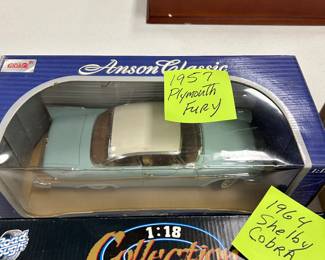 Anson Classic
1957
Plymouth
FURY
1:18
Collection
1964
Shelby
COBRA